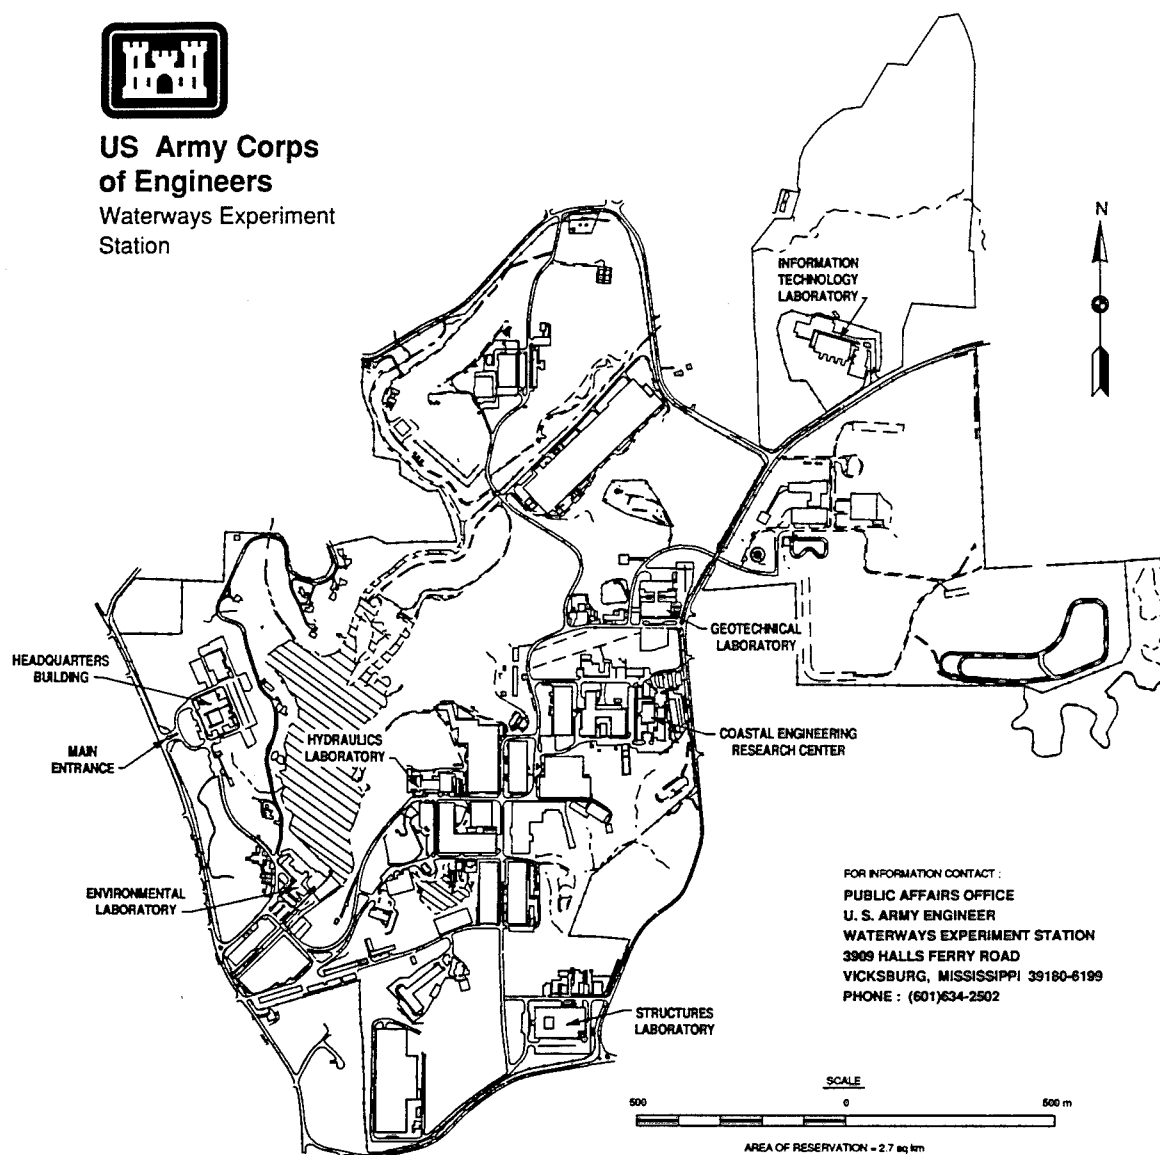 US Army Corps
of Engineers
Waterways Experiment
Station
N
INFORMATION
TECHNOLOGY
LABORATORY
GEOTECHNICAL
LABORATORY
HEADQUARTERS
BUILDING
MAIN
ENTRANCE
HYDRAULICS
LABORATORY
COASTAL ENGINEERING
RESEARCH CENTER
ENVIRONMENTAL
LABORATORY
STRUCTURES
LABORATORY
FOR INFORMATION CONTACT :
PUBLIC AFFAIRS OFFICE
U. S. ARMY ENGINEER
WATERWAYS EXPERIMENT STATION
3909 HALLS FERRY ROAD
VICKSBURG, MISSISSIPPI 39180-6199
PHONE : (601)634-2502
SCALE
500 0 500 m
AREA OF RESERVATION = 2.7 sq km